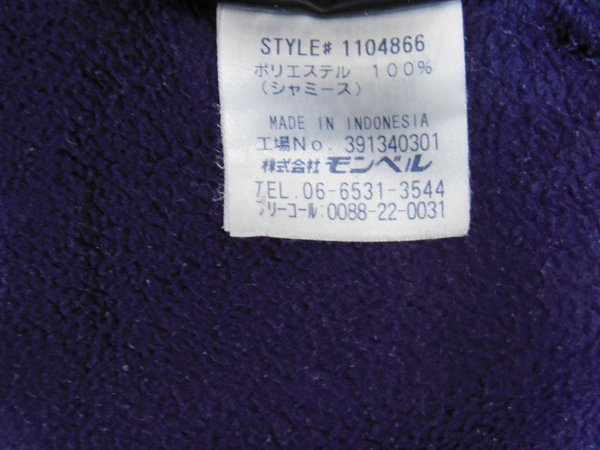 STYLE# 1104866
ポリエステル 100%
(シャミース)
MADE IN INDONESIA
工場No. 391340301
株式会社 モンベル
TEL. 06-6531-3544
フリーコール:0088-22-0031